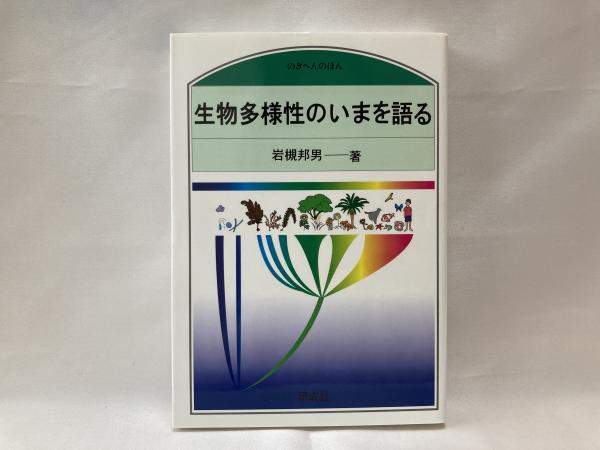 のぎへんのほん
生物多様性のいまを語る
岩槻邦男——著
研成社